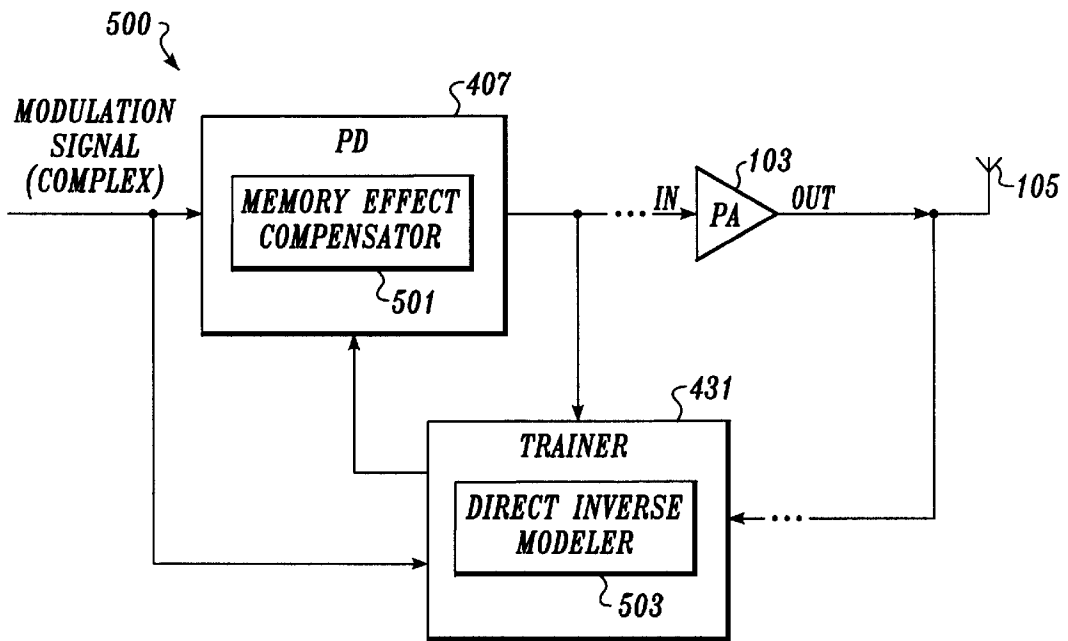 500
MODULATION
SIGNAL
(COMPLEX)
407
PD
MEMORY EFFECT
COMPENSATOR
501
... IN
103
PA
OUT
105
431
TRAINER
DIRECT INVERSE
MODELER
503
...